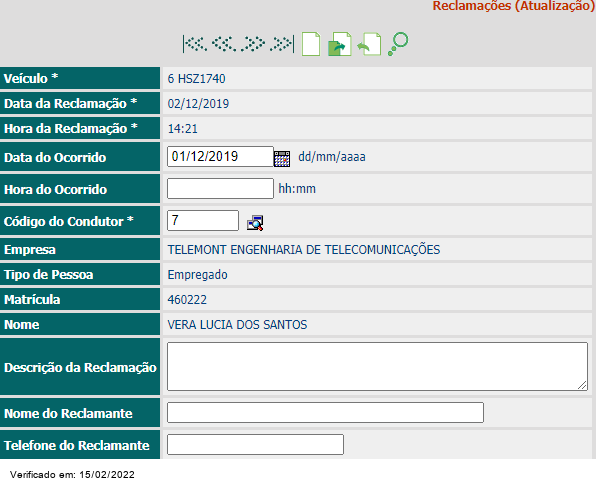 Reclamações (Atualização)
Veículo * 6 HSZ1740
Data da Reclamação * 02/12/2019
Hora da Reclamação * 14:21
Data do Ocorrido 01/12/2019 dd/mm/aaaa
Hora do Ocorrido hh:mm
Código do Condutor * 7
Empresa TELEMONT ENGENHARIA DE TELECOMUNICAÇÕES
Tipo de Pessoa Empregado
Matrícula 460222
Nome VERA LUCIA DOS SANTOS
Descrição da Reclamação
Nome do Reclamante
Telefone do Reclamante
Verificado em: 15/02/2022